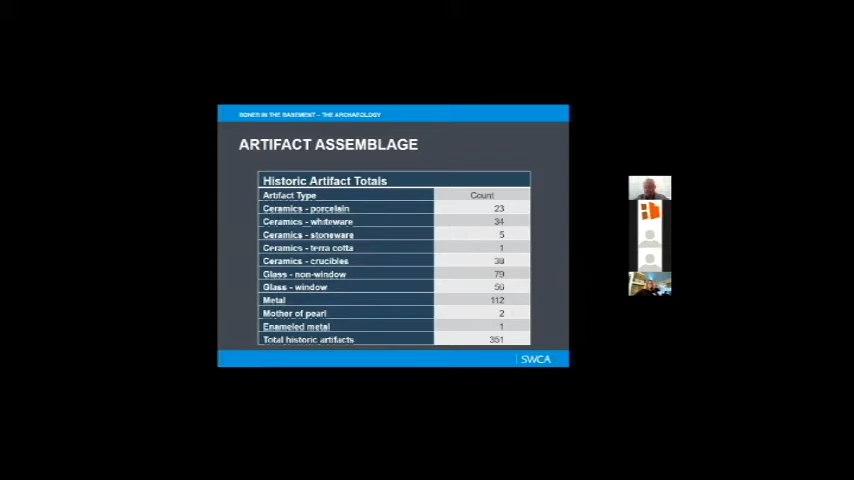 BONES IN THE BASEMENT – THE ARCHAEOLOGY
ARTIFACT ASSEMBLAGE
Historic Artifact Totals
Artifact Type Count
Ceramics - porcelain 23
Ceramics - whiteware 34
Ceramics - stoneware 5
Ceramics - terra cotta 1
Ceramics - crucibles 38
Glass - non-window 79
Glass - window 56
Metal 112
Mother of pearl 2
Enameled metal 1
Total historic artifacts 351
SWCA